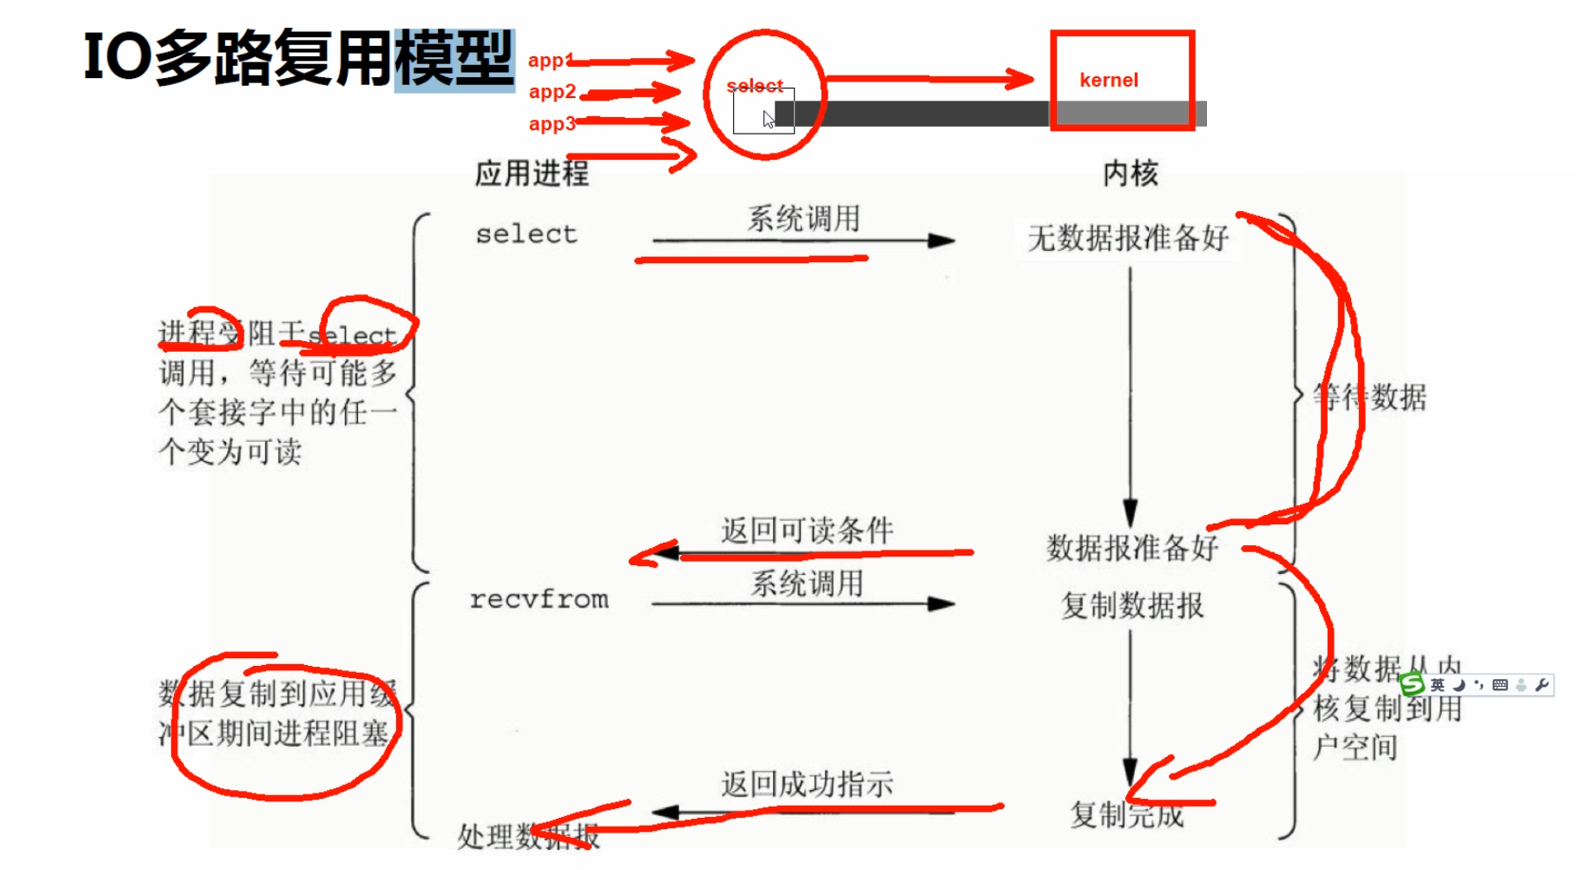 IO多路复用模型
app1
app2
app3
select
kernel
应用进程
内核
select
系统调用
无数据报准备好
进程受阻于select
调用，等待可能多
个套接字中的任一
个变为可读
等待数据
返回可读条件
数据报准备好
recvfrom
系统调用
复制数据报
数据复制到应用缓
冲区期间进程阻塞
将数据从内
核复制到用
户空间
英
返回成功指示
复制完成
处理数据报